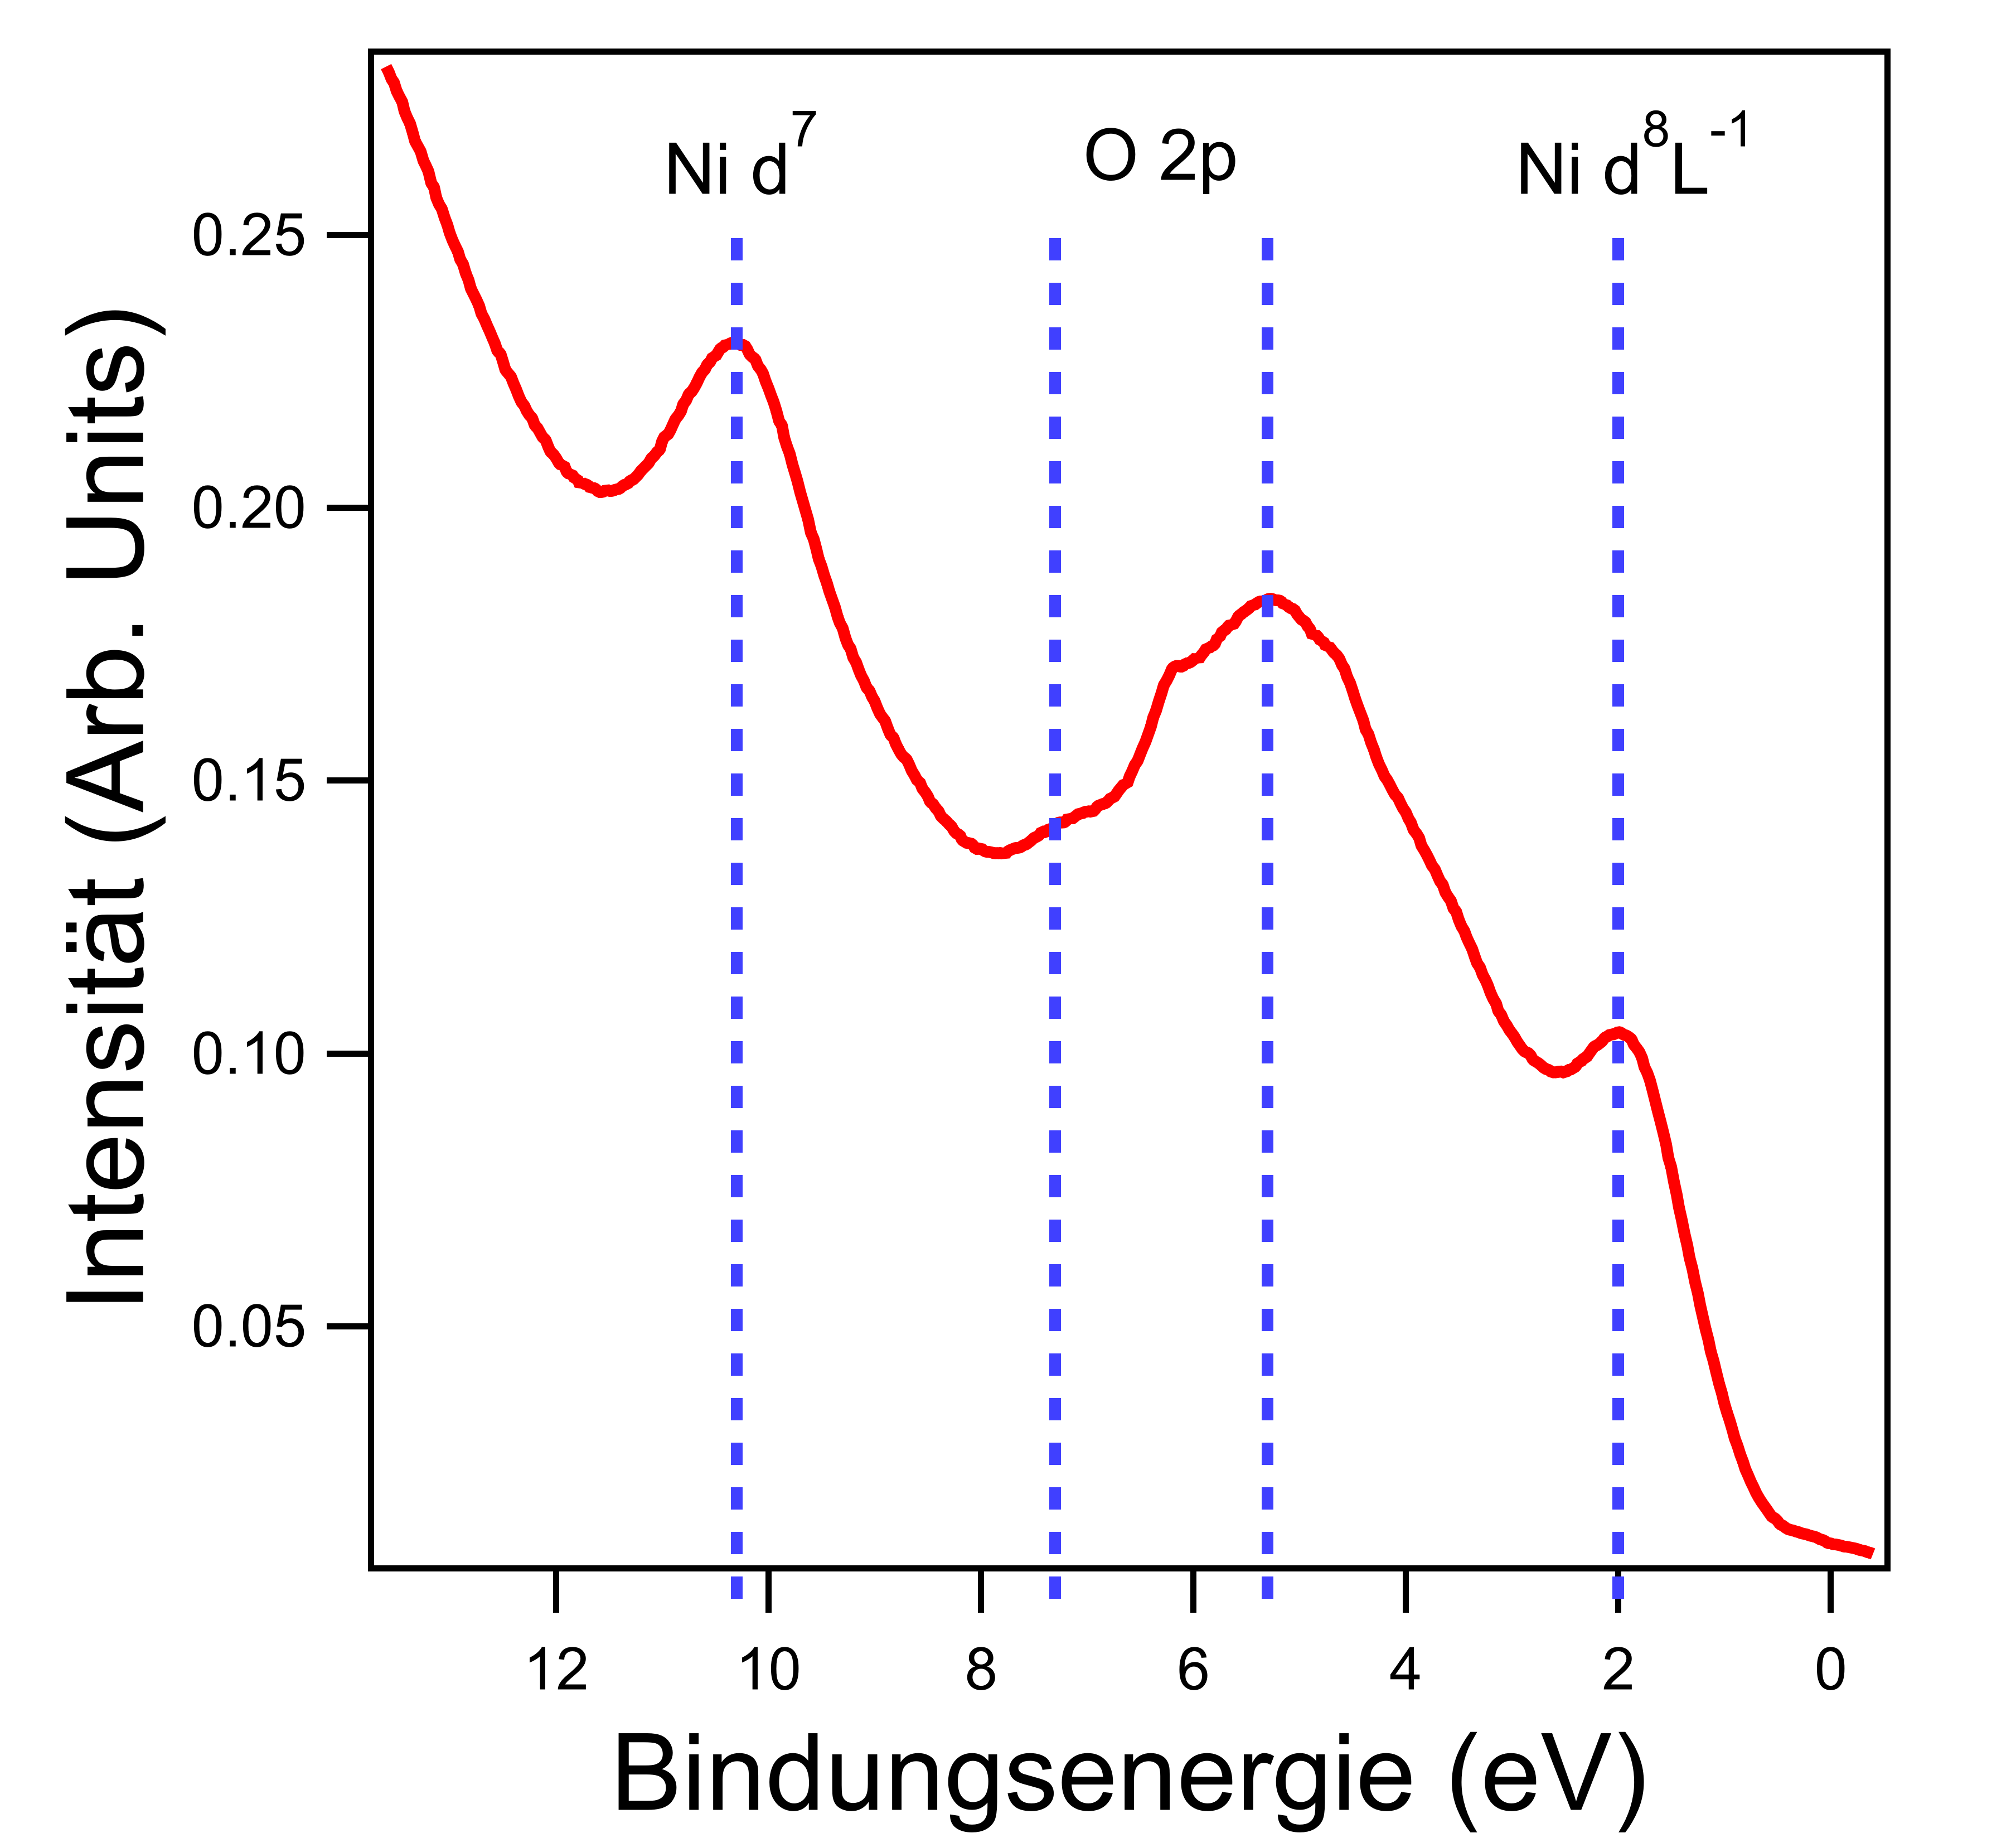 Ni d⁷
O 2p
Ni d⁸L⁻¹
0.25
0.20
0.15
0.10
0.05
Intensität (Arb. Units)
12 10 8 6 4 2 0
Bindungsenergie (eV)